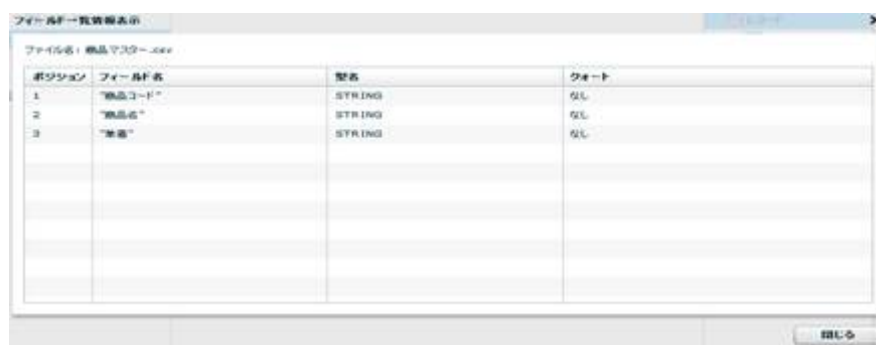 フィールド一覧情報表示
ファイル名：商品マスター.csv
ポジション フィールド名 型名 クォート
1 "商品コード" STRING なし
2 "商品名" STRING なし
3 "単価" STRING なし
閉じる